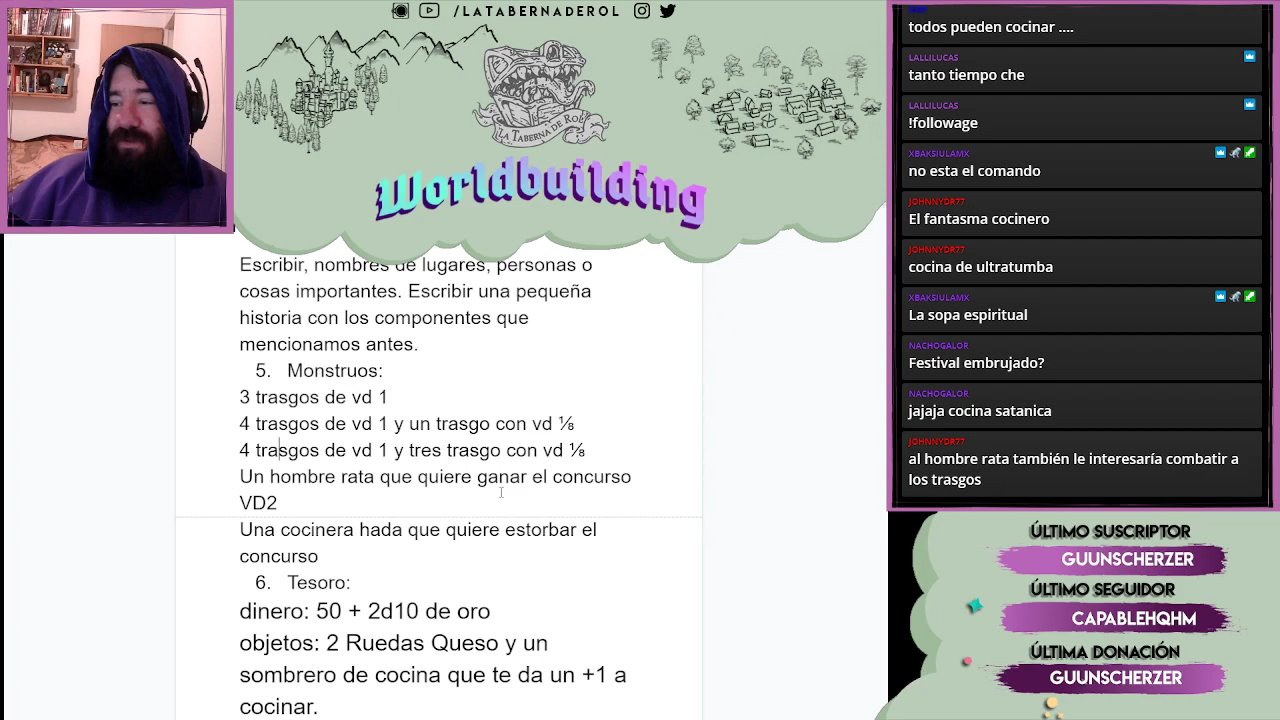 /LATABERNADEROL
LA TABERNA DE ROL
Worldbuilding
Escribir, nombres de lugares, personas o
cosas importantes. Escribir una pequeña
historia con los componentes que
mencionamos antes.
5. Monstruos:
3 trasgos de vd 1
4 trasgos de vd 1 y un trasgo con vd ⅛
4 trasgos de vd 1 y tres trasgo con vd ⅛
Un hombre rata que quiere ganar el concurso
VD2
Una cocinera hada que quiere estorbar el
concurso
6. Tesoro:
dinero: 50 + 2d10 de oro
objetos: 2 Ruedas Queso y un
sombrero de cocina que te da un +1 a
cocinar.
todos pueden cocinar ....
LALLILUCAS
tanto tiempo che
LALLILUCAS
!followage
XBAKSIULAMX
no esta el comando
JOHNNYDR77
El fantasma cocinero
JOHNNYDR77
cocina de ultratumba
XBAKSIULAMX
La sopa espiritual
NACHOGALOR
Festival embrujado?
NACHOGALOR
jajaja cocina satanica
JOHNNYDR77
al hombre rata también le interesaría combatir a
los trasgos
ÚLTIMO SUSCRIPTOR
GUUNSCHERZER
ÚLTIMO SEGUIDOR
CAPABLEHQHM
ÚLTIMA DONACIÓN
GUUNSCHERZER